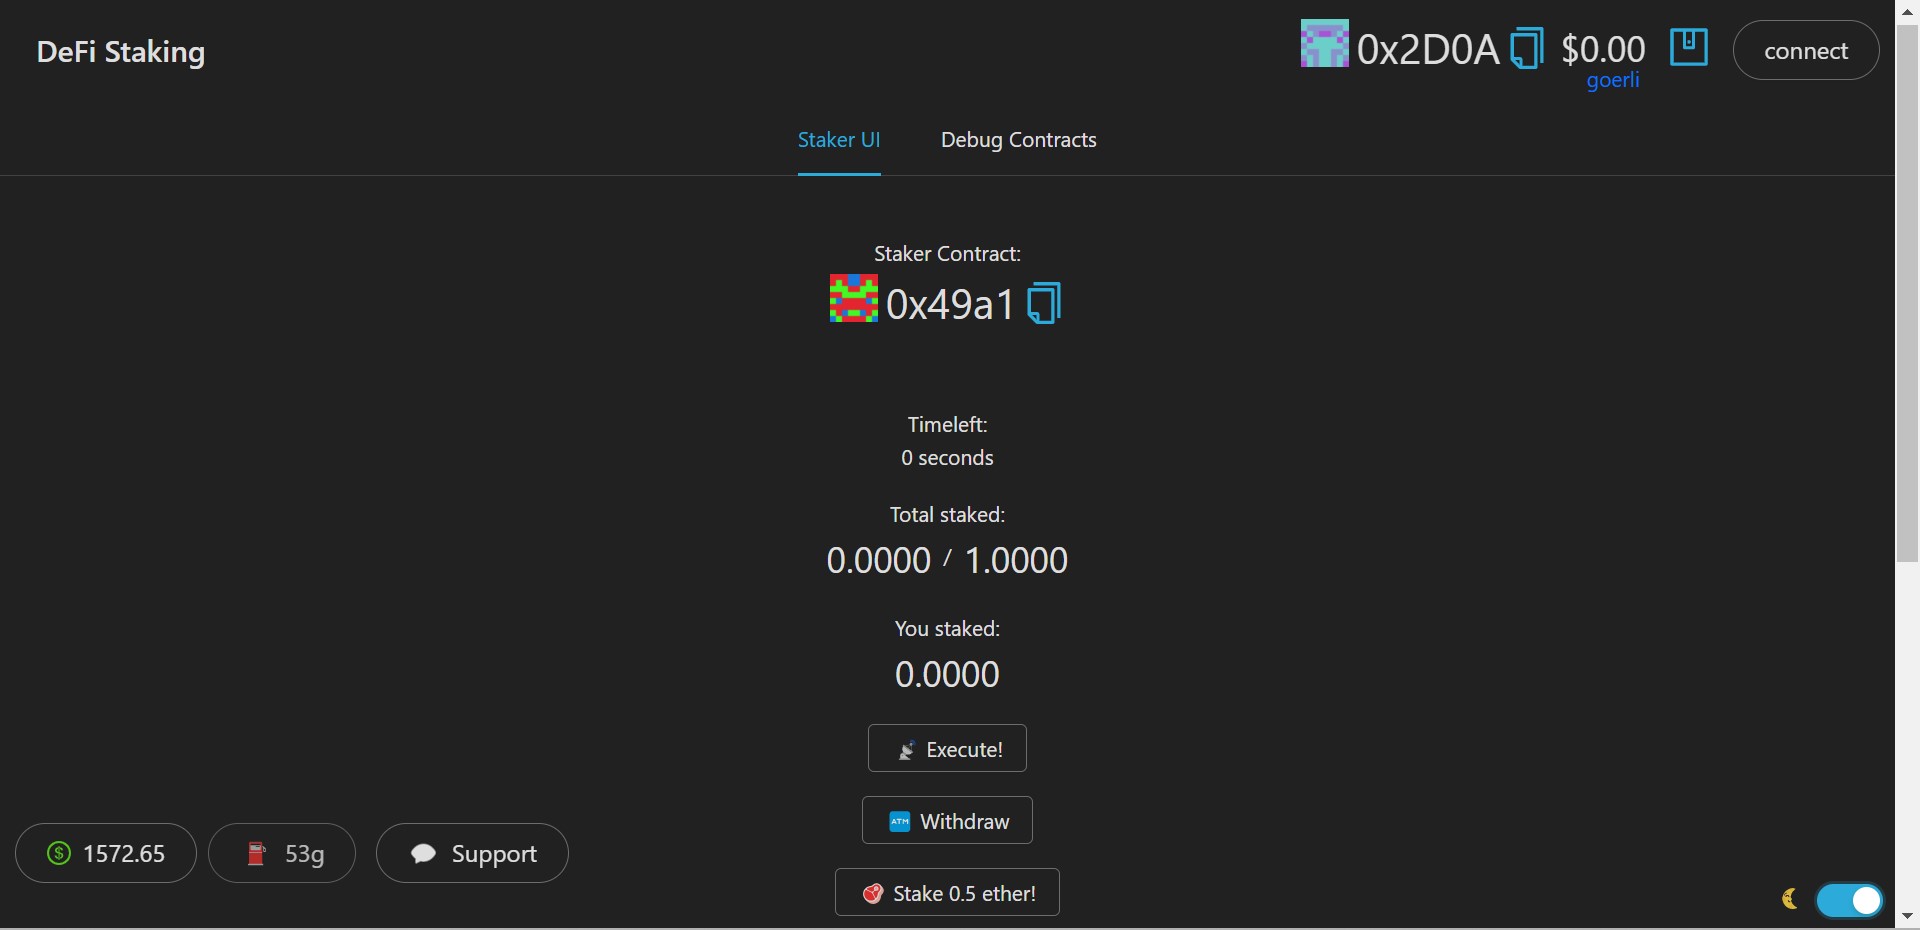 DeFi Staking
0x2D0A $0.00 connect
goerli
Staker UI Debug Contracts
Staker Contract:
0x49a1
Timeleft:
0 seconds
Total staked:
0.0000 / 1.0000
You staked:
0.0000
Execute!
ATM Withdraw
Stake 0.5 ether!
$ 1572.65 53g Support